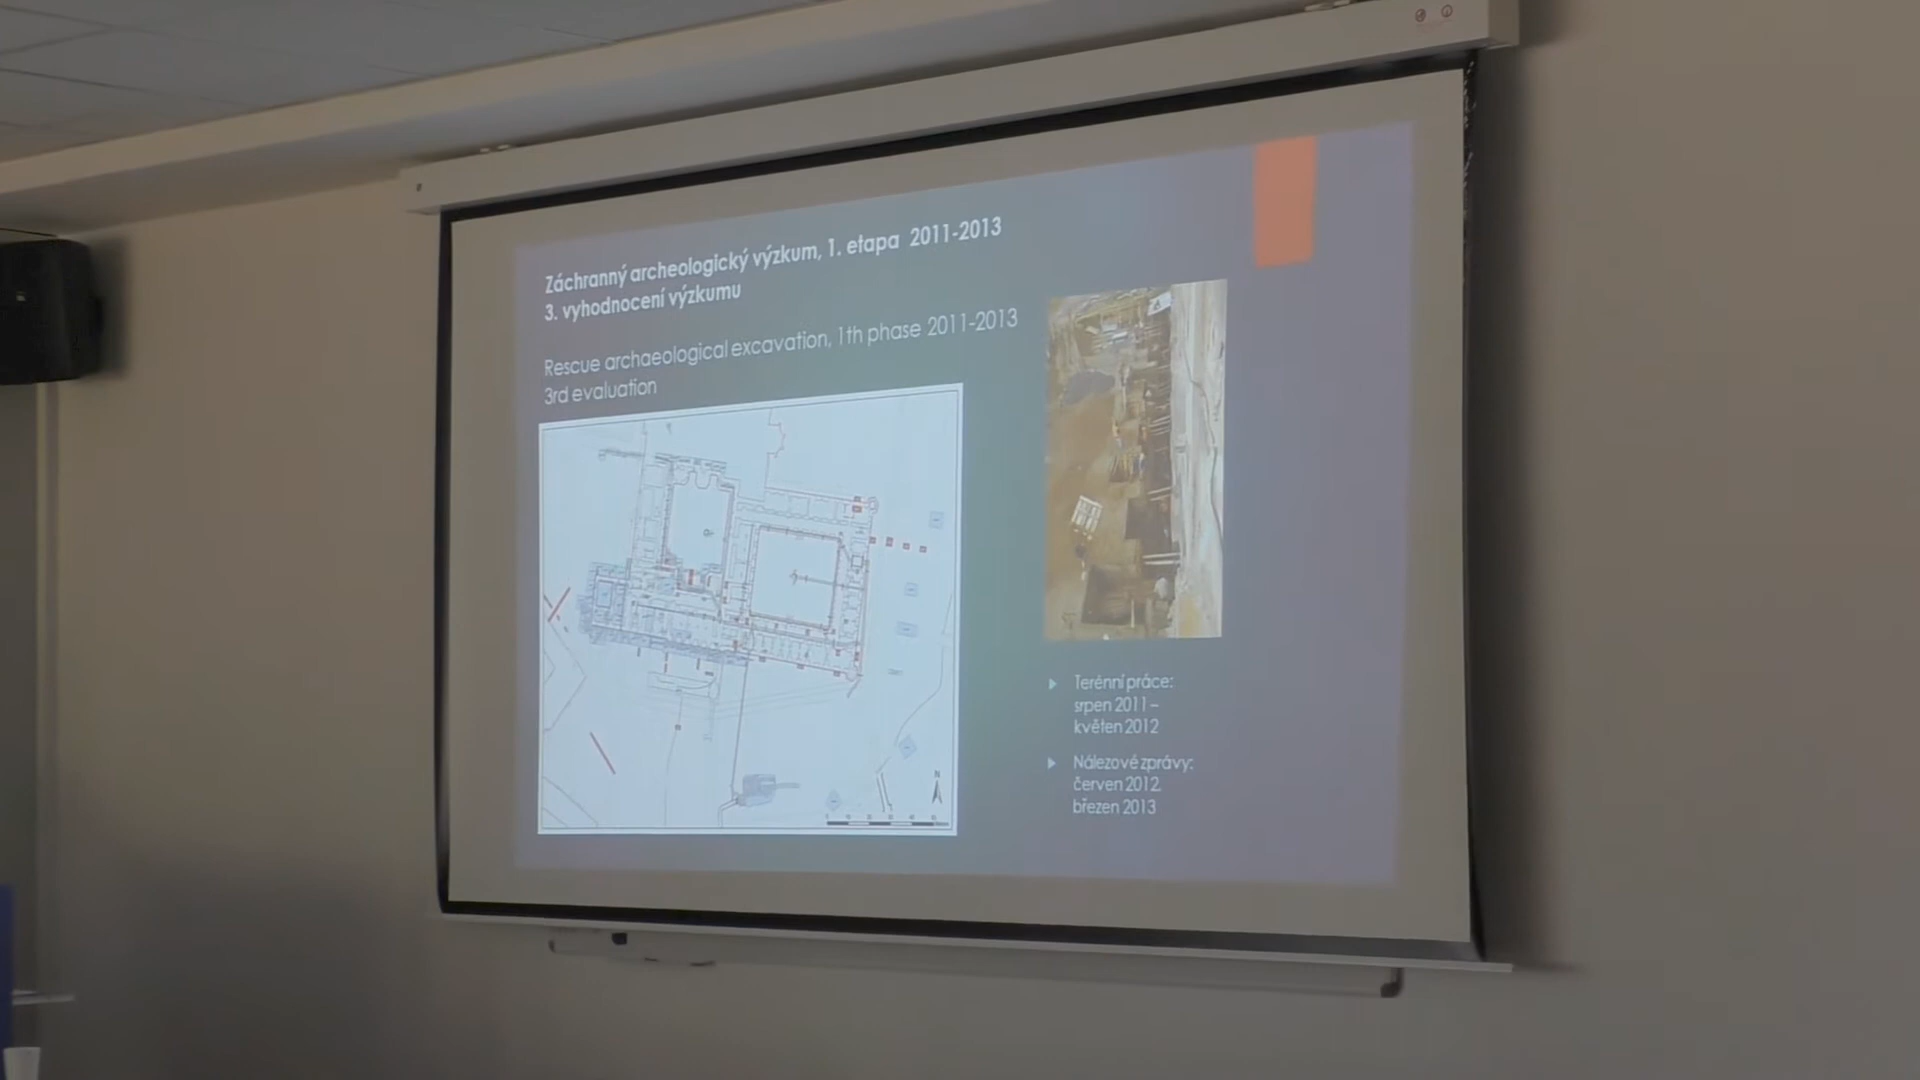 Záchranný archeologický výzkum, 1. etapa 2011-2013
3. vyhodnocení výzkumu
Rescue archaeological excavation, 1th phase 2011-2013
3rd evaluation
N
Terénní práce:
srpen 2011 –
květen 2012
Nálezové zprávy:
červen 2012,
březen 2013